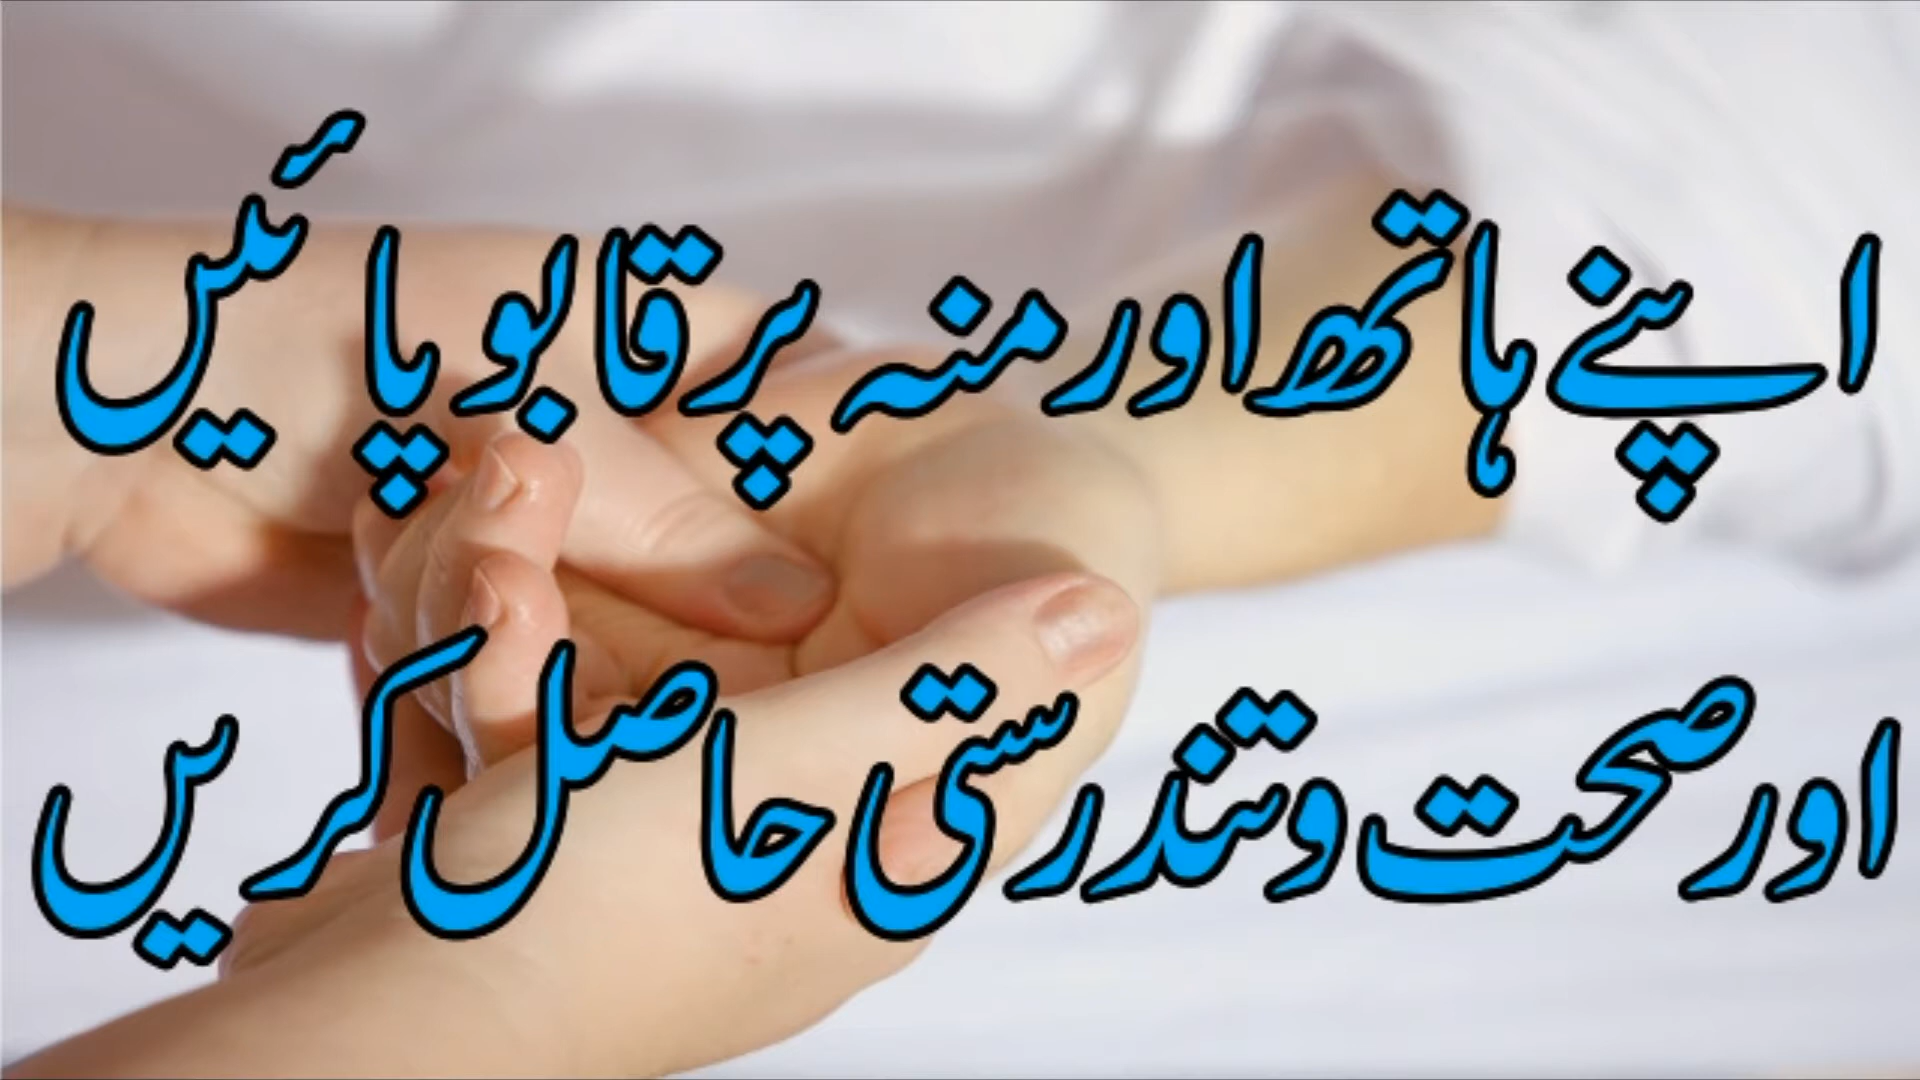 اپنے ہاتھ اور منہ پر قابو پائیں
اور صحت و تندرستی حاصل کریں